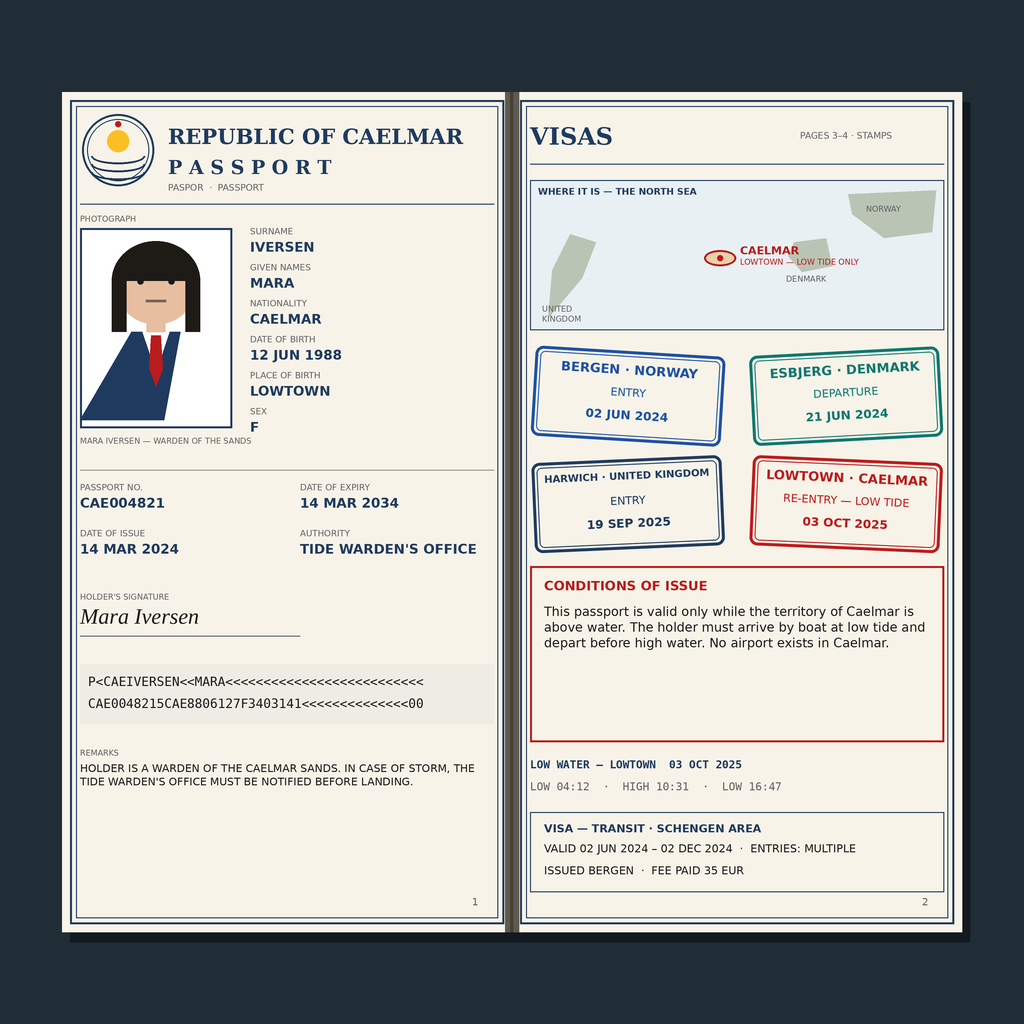 REPUBLIC OF CAELMAR
PASSPORT
PASPOR · PASSPORT
PHOTOGRAPH
SURNAME
IVERSEN
GIVEN NAMES
MARA
NATIONALITY
CAELMAR
DATE OF BIRTH
12 JUN 1988
PLACE OF BIRTH
LOWTOWN
SEX
F
MARA IVERSEN — WARDEN OF THE SANDS
PASSPORT NO.
CAE004821
DATE OF EXPIRY
14 MAR 2034
DATE OF ISSUE
14 MAR 2024
AUTHORITY
TIDE WARDEN'S OFFICE
HOLDER'S SIGNATURE
Mara Iversen
P<CAEIVERSEN<<MARA<<<<<<<<<<<<<<<<<<<<<<<<<<
CAE0048215CAE8806127F3403141<<<<<<<<<<<<<<00
REMARKS
HOLDER IS A WARDEN OF THE CAELMAR SANDS. IN CASE OF STORM, THE
TIDE WARDEN'S OFFICE MUST BE NOTIFIED BEFORE LANDING.
1
VISAS
PAGES 3–4 · STAMPS
WHERE IT IS — THE NORTH SEA
NORWAY
CAELMAR
LOWTOWN — LOW TIDE ONLY
DENMARK
UNITED
KINGDOM
BERGEN · NORWAY
ENTRY
02 JUN 2024
ESBJERG · DENMARK
DEPARTURE
21 JUN 2024
HARWICH · UNITED KINGDOM
ENTRY
19 SEP 2025
LOWTOWN · CAELMAR
RE-ENTRY — LOW TIDE
03 OCT 2025
CONDITIONS OF ISSUE
This passport is valid only while the territory of Caelmar is
above water. The holder must arrive by boat at low tide and
depart before high water. No airport exists in Caelmar.
LOW WATER — LOWTOWN 03 OCT 2025
LOW 04:12 · HIGH 10:31 · LOW 16:47
VISA — TRANSIT · SCHENGEN AREA
VALID 02 JUN 2024 – 02 DEC 2024 · ENTRIES: MULTIPLE
ISSUED BERGEN · FEE PAID 35 EUR
2